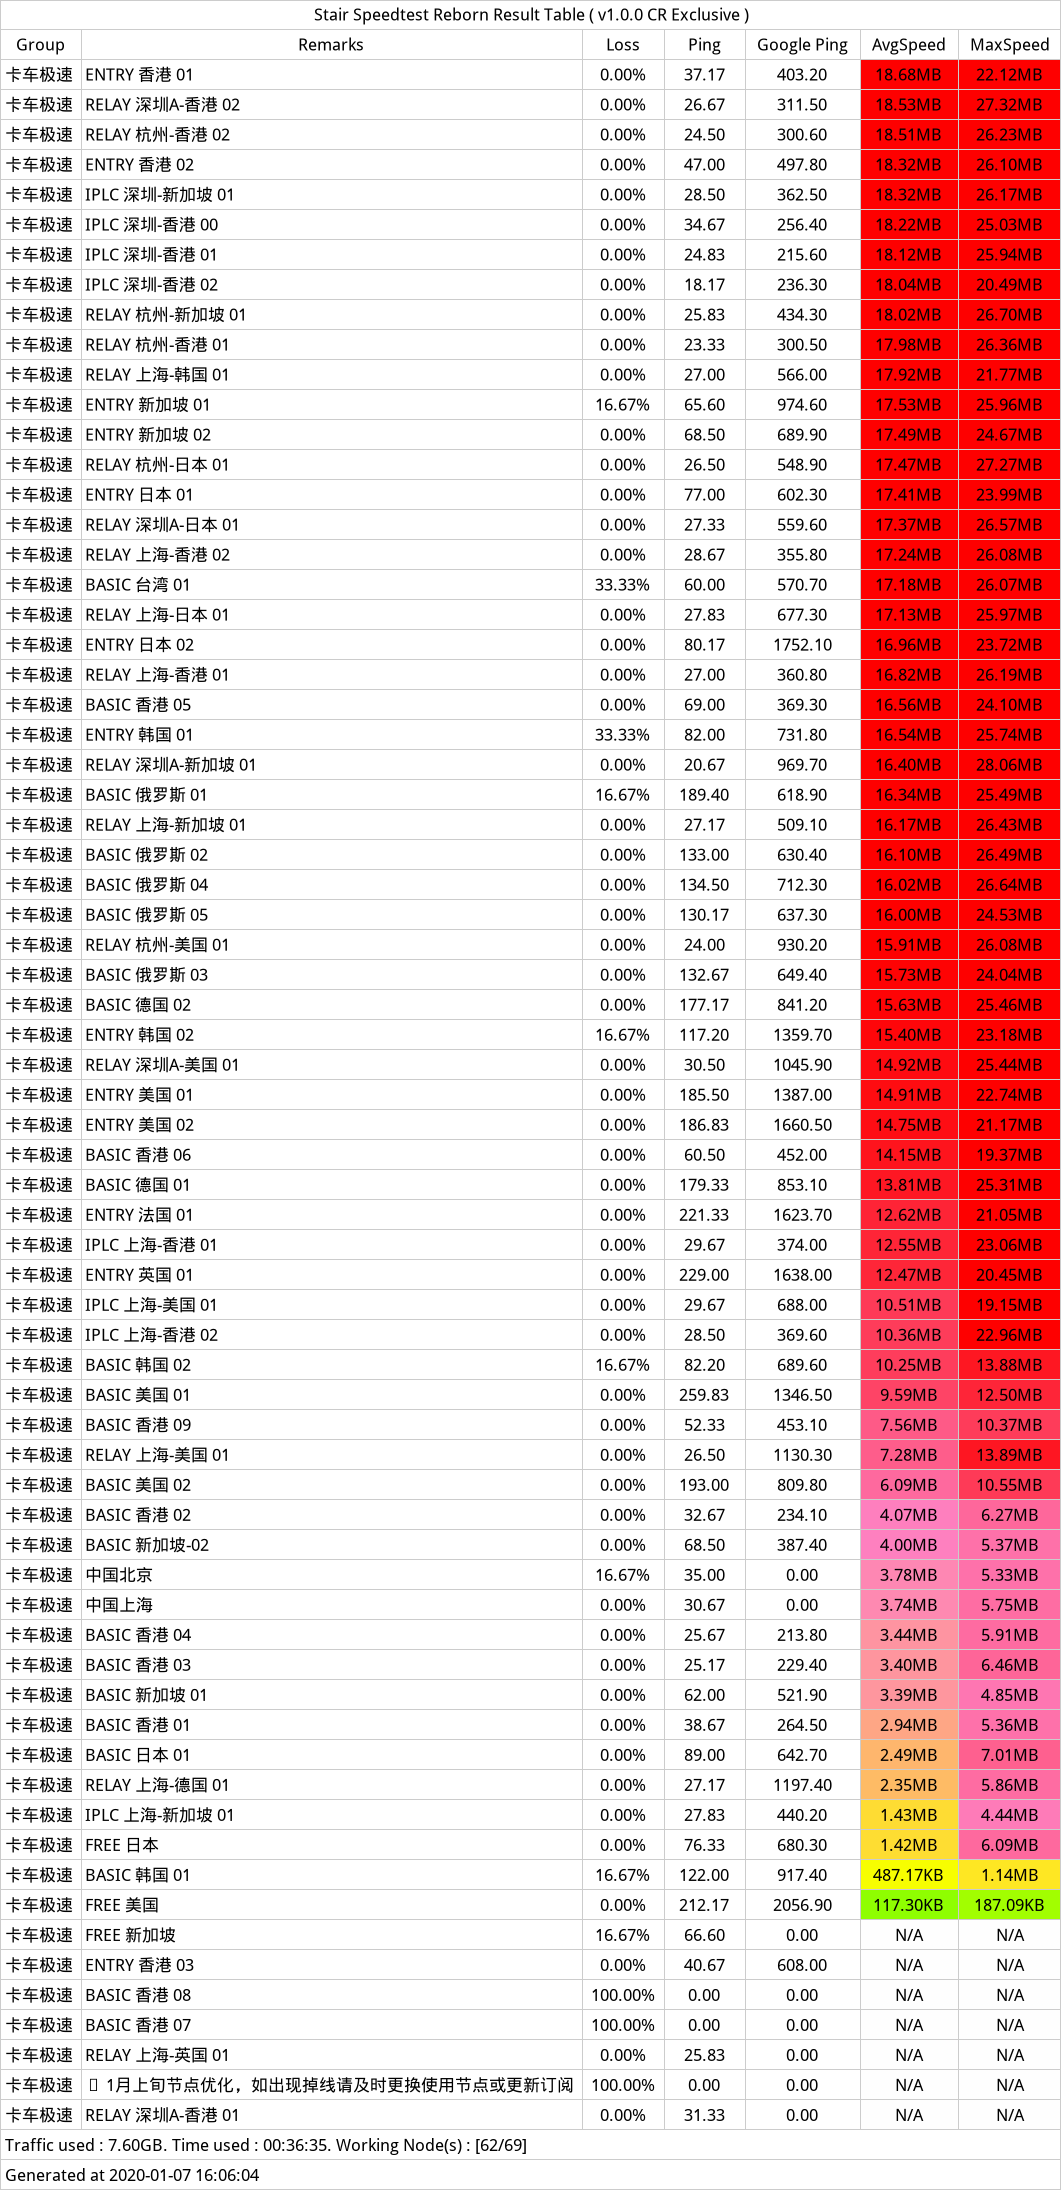 Stair Speedtest Reborn Result Table ( v1.0.0 CR Exclusive )
Group Remarks Loss Ping Google Ping AvgSpeed MaxSpeed
卡车极速 ENTRY 香港 01 0.00% 37.17 403.20 18.68MB 22.12MB
卡车极速 RELAY 深圳A-香港 02 0.00% 26.67 311.50 18.53MB 27.32MB
卡车极速 RELAY 杭州-香港 02 0.00% 24.50 300.60 18.51MB 26.23MB
卡车极速 ENTRY 香港 02 0.00% 47.00 497.80 18.32MB 26.10MB
卡车极速 IPLC 深圳-新加坡 01 0.00% 28.50 362.50 18.32MB 26.17MB
卡车极速 IPLC 深圳-香港 00 0.00% 34.67 256.40 18.22MB 25.03MB
卡车极速 IPLC 深圳-香港 01 0.00% 24.83 215.60 18.12MB 25.94MB
卡车极速 IPLC 深圳-香港 02 0.00% 18.17 236.30 18.04MB 20.49MB
卡车极速 RELAY 杭州-新加坡 01 0.00% 25.83 434.30 18.02MB 26.70MB
卡车极速 RELAY 杭州-香港 01 0.00% 23.33 300.50 17.98MB 26.36MB
卡车极速 RELAY 上海-韩国 01 0.00% 27.00 566.00 17.92MB 21.77MB
卡车极速 ENTRY 新加坡 01 16.67% 65.60 974.60 17.53MB 25.96MB
卡车极速 ENTRY 新加坡 02 0.00% 68.50 689.90 17.49MB 24.67MB
卡车极速 RELAY 杭州-日本 01 0.00% 26.50 548.90 17.47MB 27.27MB
卡车极速 ENTRY 日本 01 0.00% 77.00 602.30 17.41MB 23.99MB
卡车极速 RELAY 深圳A-日本 01 0.00% 27.33 559.60 17.37MB 26.57MB
卡车极速 RELAY 上海-香港 02 0.00% 28.67 355.80 17.24MB 26.08MB
卡车极速 BASIC 台湾 01 33.33% 60.00 570.70 17.18MB 26.07MB
卡车极速 RELAY 上海-日本 01 0.00% 27.83 677.30 17.13MB 25.97MB
卡车极速 ENTRY 日本 02 0.00% 80.17 1752.10 16.96MB 23.72MB
卡车极速 RELAY 上海-香港 01 0.00% 27.00 360.80 16.82MB 26.19MB
卡车极速 BASIC 香港 05 0.00% 69.00 369.30 16.56MB 24.10MB
卡车极速 ENTRY 韩国 01 33.33% 82.00 731.80 16.54MB 25.74MB
卡车极速 RELAY 深圳A-新加坡 01 0.00% 20.67 969.70 16.40MB 28.06MB
卡车极速 BASIC 俄罗斯 01 16.67% 189.40 618.90 16.34MB 25.49MB
卡车极速 RELAY 上海-新加坡 01 0.00% 27.17 509.10 16.17MB 26.43MB
卡车极速 BASIC 俄罗斯 02 0.00% 133.00 630.40 16.10MB 26.49MB
卡车极速 BASIC 俄罗斯 04 0.00% 134.50 712.30 16.02MB 26.64MB
卡车极速 BASIC 俄罗斯 05 0.00% 130.17 637.30 16.00MB 24.53MB
卡车极速 RELAY 杭州-美国 01 0.00% 24.00 930.20 15.91MB 26.08MB
卡车极速 BASIC 俄罗斯 03 0.00% 132.67 649.40 15.73MB 24.04MB
卡车极速 BASIC 德国 02 0.00% 177.17 841.20 15.63MB 25.46MB
卡车极速 ENTRY 韩国 02 16.67% 117.20 1359.70 15.40MB 23.18MB
卡车极速 RELAY 深圳A-美国 01 0.00% 30.50 1045.90 14.92MB 25.44MB
卡车极速 ENTRY 美国 01 0.00% 185.50 1387.00 14.91MB 22.74MB
卡车极速 ENTRY 美国 02 0.00% 186.83 1660.50 14.75MB 21.17MB
卡车极速 BASIC 香港 06 0.00% 60.50 452.00 14.15MB 19.37MB
卡车极速 BASIC 德国 01 0.00% 179.33 853.10 13.81MB 25.31MB
卡车极速 ENTRY 法国 01 0.00% 221.33 1623.70 12.62MB 21.05MB
卡车极速 IPLC 上海-香港 01 0.00% 29.67 374.00 12.55MB 23.06MB
卡车极速 ENTRY 英国 01 0.00% 229.00 1638.00 12.47MB 20.45MB
卡车极速 IPLC 上海-美国 01 0.00% 29.67 688.00 10.51MB 19.15MB
卡车极速 IPLC 上海-香港 02 0.00% 28.50 369.60 10.36MB 22.96MB
卡车极速 BASIC 韩国 02 16.67% 82.20 689.60 10.25MB 13.88MB
卡车极速 BASIC 美国 01 0.00% 259.83 1346.50 9.59MB 12.50MB
卡车极速 BASIC 香港 09 0.00% 52.33 453.10 7.56MB 10.37MB
卡车极速 RELAY 上海-美国 01 0.00% 26.50 1130.30 7.28MB 13.89MB
卡车极速 BASIC 美国 02 0.00% 193.00 809.80 6.09MB 10.55MB
卡车极速 BASIC 香港 02 0.00% 32.67 234.10 4.07MB 6.27MB
卡车极速 BASIC 新加坡-02 0.00% 68.50 387.40 4.00MB 5.37MB
卡车极速 中国北京 16.67% 35.00 0.00 3.78MB 5.33MB
卡车极速 中国上海 0.00% 30.67 0.00 3.74MB 5.75MB
卡车极速 BASIC 香港 04 0.00% 25.67 213.80 3.44MB 5.91MB
卡车极速 BASIC 香港 03 0.00% 25.17 229.40 3.40MB 6.46MB
卡车极速 BASIC 新加坡 01 0.00% 62.00 521.90 3.39MB 4.85MB
卡车极速 BASIC 香港 01 0.00% 38.67 264.50 2.94MB 5.36MB
卡车极速 BASIC 日本 01 0.00% 89.00 642.70 2.49MB 7.01MB
卡车极速 RELAY 上海-德国 01 0.00% 27.17 1197.40 2.35MB 5.86MB
卡车极速 IPLC 上海-新加坡 01 0.00% 27.83 440.20 1.43MB 4.44MB
卡车极速 FREE 日本 0.00% 76.33 680.30 1.42MB 6.09MB
卡车极速 BASIC 韩国 01 16.67% 122.00 917.40 487.17KB 1.14MB
卡车极速 FREE 美国 0.00% 212.17 2056.90 117.30KB 187.09KB
卡车极速 FREE 新加坡 16.67% 66.60 0.00 N/A N/A
卡车极速 ENTRY 香港 03 0.00% 40.67 608.00 N/A N/A
卡车极速 BASIC 香港 08 100.00% 0.00 0.00 N/A N/A
卡车极速 BASIC 香港 07 100.00% 0.00 0.00 N/A N/A
卡车极速 RELAY 上海-英国 01 0.00% 25.83 0.00 N/A N/A
卡车极速 1月上旬节点优化，如出现掉线请及时更换使用节点或更新订阅 100.00% 0.00 0.00 N/A N/A
卡车极速 RELAY 深圳A-香港 01 0.00% 31.33 0.00 N/A N/A
Traffic used : 7.60GB. Time used : 00:36:35. Working Node(s) : [62/69]
Generated at 2020-01-07 16:06:04